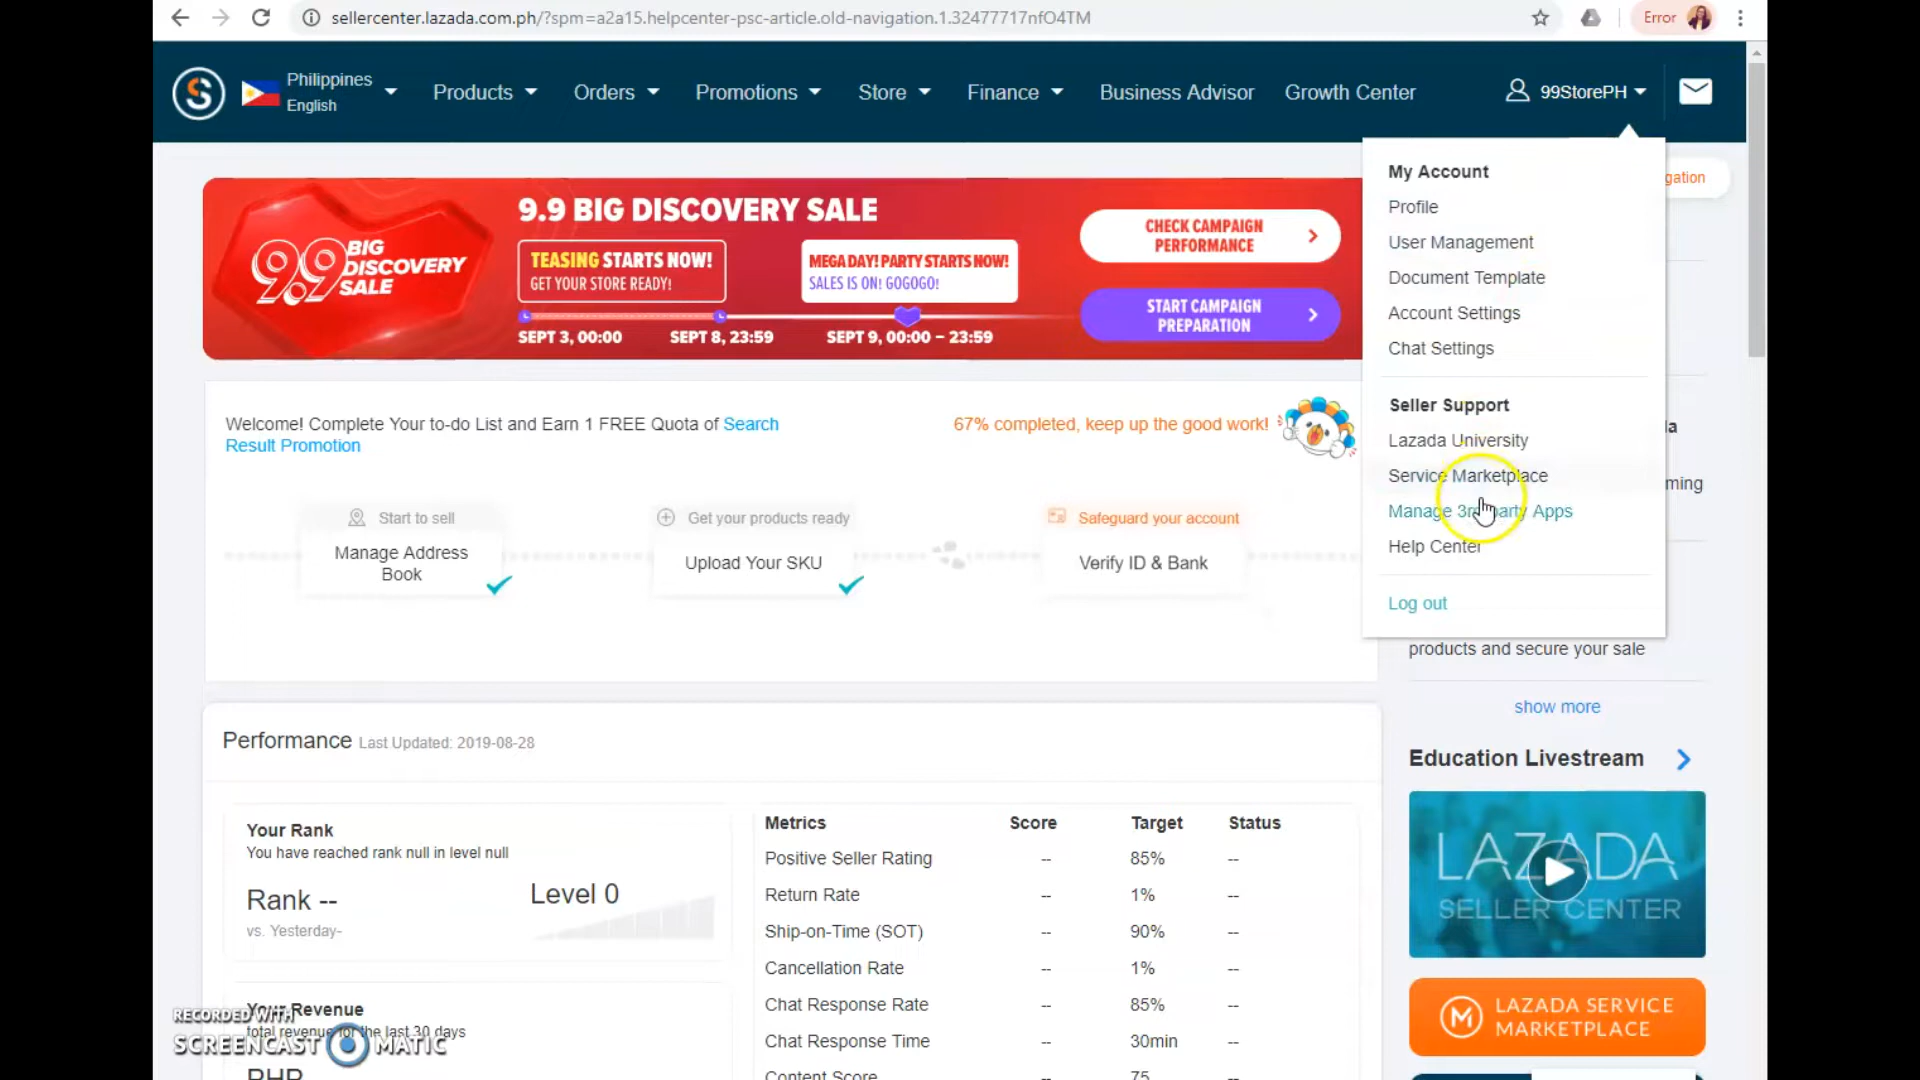 sellercenter.lazada.com.ph/?spm=a2a15.helpcenter-psc-article.old-navigation.1.32477717nfO4TM
Error
Philippines
English
Products
Orders
Promotions
Store
Finance
Business Advisor
Growth Center
99StorePH
My Account
Profile
User Management
Document Template
Account Settings
Chat Settings
Seller Support
Lazada University
Service Marketplace
Manage 3rd party Apps
Help Center
Log out
9.9 BIG DISCOVERY SALE
9.9 BIG
DISCOVERY
SALE
TEASING STARTS NOW!
GET YOUR STORE READY!
MEGA DAY! PARTY STARTS NOW!
SALES IS ON! GOGOGO!
SEPT 3, 00:00
SEPT 8, 23:59
SEPT 9, 00:00 – 23:59
CHECK CAMPAIGN
PERFORMANCE
START CAMPAIGN
PREPARATION
Welcome! Complete Your to-do List and Earn 1 FREE Quota of Search
Result Promotion
67% completed, keep up the good work!
Start to sell
Manage Address
Book
Get your products ready
Upload Your SKU
Safeguard your account
Verify ID & Bank
products and secure your sale
show more
Education Livestream
LAZADA
SELLER CENTER
LAZADA SERVICE
MARKETPLACE
Performance Last Updated: 2019-08-28
Your Rank
You have reached rank null in level null
Rank --
Level 0
vs. Yesterday-
Your Revenue
total revenue for the last 30 days
PHP
Metrics Score Target Status
Positive Seller Rating -- 85% --
Return Rate -- 1% --
Ship-on-Time (SOT) -- 90% --
Cancellation Rate -- 1% --
Chat Response Rate -- 85% --
Chat Response Time -- 30min --
Content Score 75
RECORDED WITH
SCREENCAST MATIC